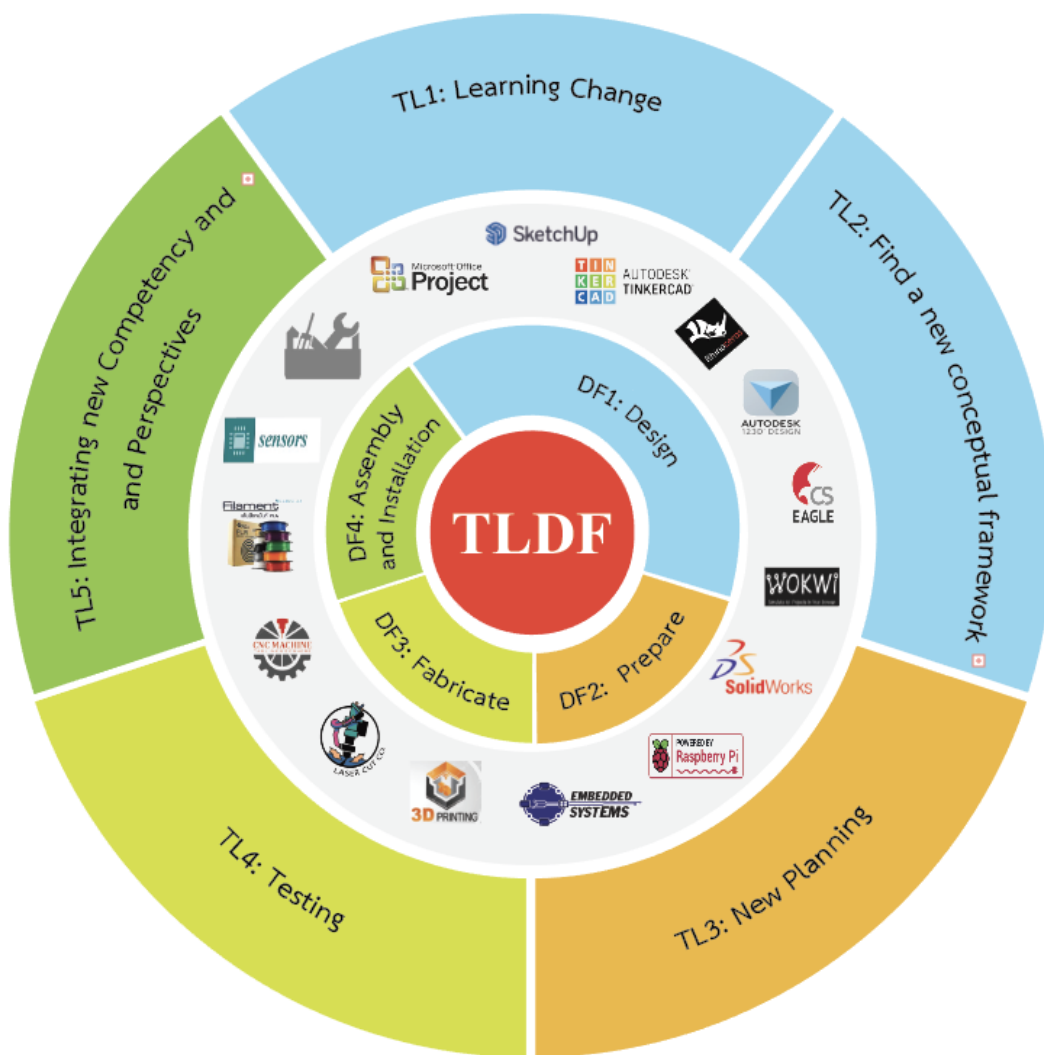 TL1: Learning Change
TL2: Find a new conceptual framework
TL3: New Planning
TL4: Testing
TL5: Integrating new Competency and
and Perspectives
SketchUp
Microsoft Office
Project
TIN
KER
CAD
AUTODESK
TINKERCAD
Rhinoceros
AUTODESK
123D DESIGN
CS
EAGLE
WOKWI
SolidWorks
POWERED BY
Raspberry Pi
EMBEDDED
SYSTEMS
3D PRINTING
LASER CUT CO.
CNC MACHINE
Filament
sensors
DF1: Design
DF2: Prepare
DF3: Fabricate
DF4: Assembly
and Installation
TLDF